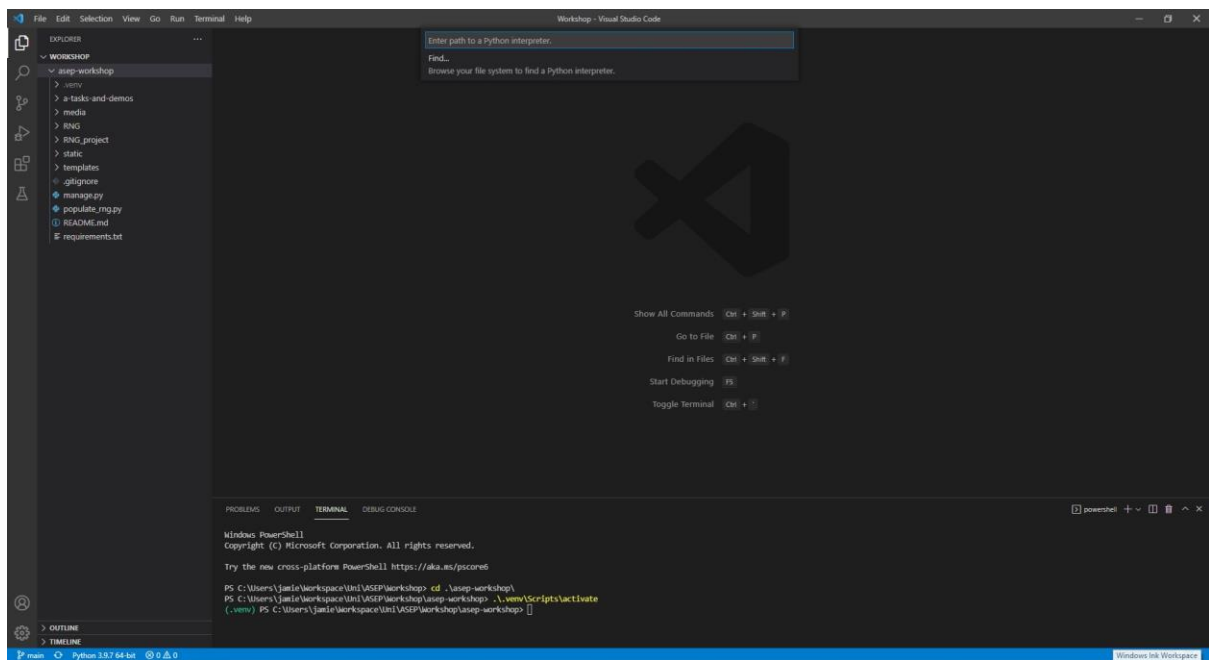 File Edit Selection View Go Run Terminal Help
Workshop - Visual Studio Code
EXPLORER
WORKSHOP
asep-workshop
.venv
a-tasks-and-demos
media
RNG
RNG_project
static
templates
.gitignore
manage.py
populate_rng.py
README.md
requirements.txt
OUTLINE
TIMELINE
Enter path to a Python interpreter.
Find...
Browse your file system to find a Python interpreter.
Show All Commands Ctrl + Shift + P
Go to File Ctrl + P
Find in Files Ctrl + Shift + F
Start Debugging F5
Toggle Terminal Ctrl + `
PROBLEMS OUTPUT TERMINAL DEBUG CONSOLE
powershell
Windows PowerShell
Copyright (C) Microsoft Corporation. All rights reserved.
Try the new cross-platform PowerShell https://aka.ms/pscore6
PS C:\Users\jamie\Workspace\Uni\ASEP\Workshop> cd .\asep-workshop\
PS C:\Users\jamie\Workspace\Uni\ASEP\Workshop\asep-workshop> .\.venv\Scripts\activate
(.venv) PS C:\Users\jamie\Workspace\Uni\ASEP\Workshop\asep-workshop>
main Python 3.9.7 64-bit 0 0
Windows Ink Workspace